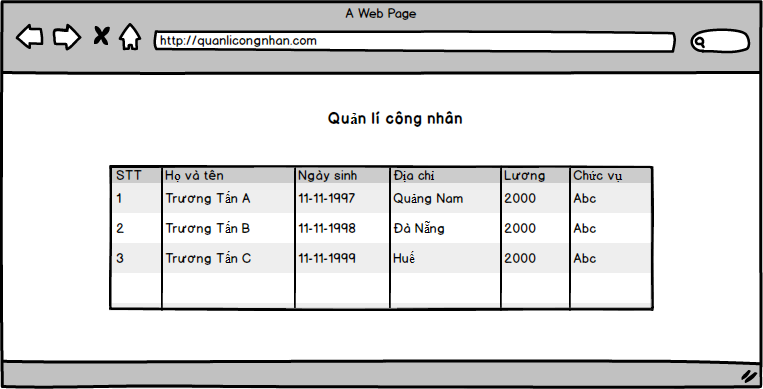 A Web Page
http://quanlicongnhan.com
Quản lí công nhân
STT Họ và tên Ngày sinh Địa chỉ Lương Chức vụ
1 Trương Tấn A 11-11-1997 Quảng Nam 2000 Abc
2 Trương Tấn B 11-11-1998 Đà Nẵng 2000 Abc
3 Trương Tấn C 11-11-1999 Huế 2000 Abc